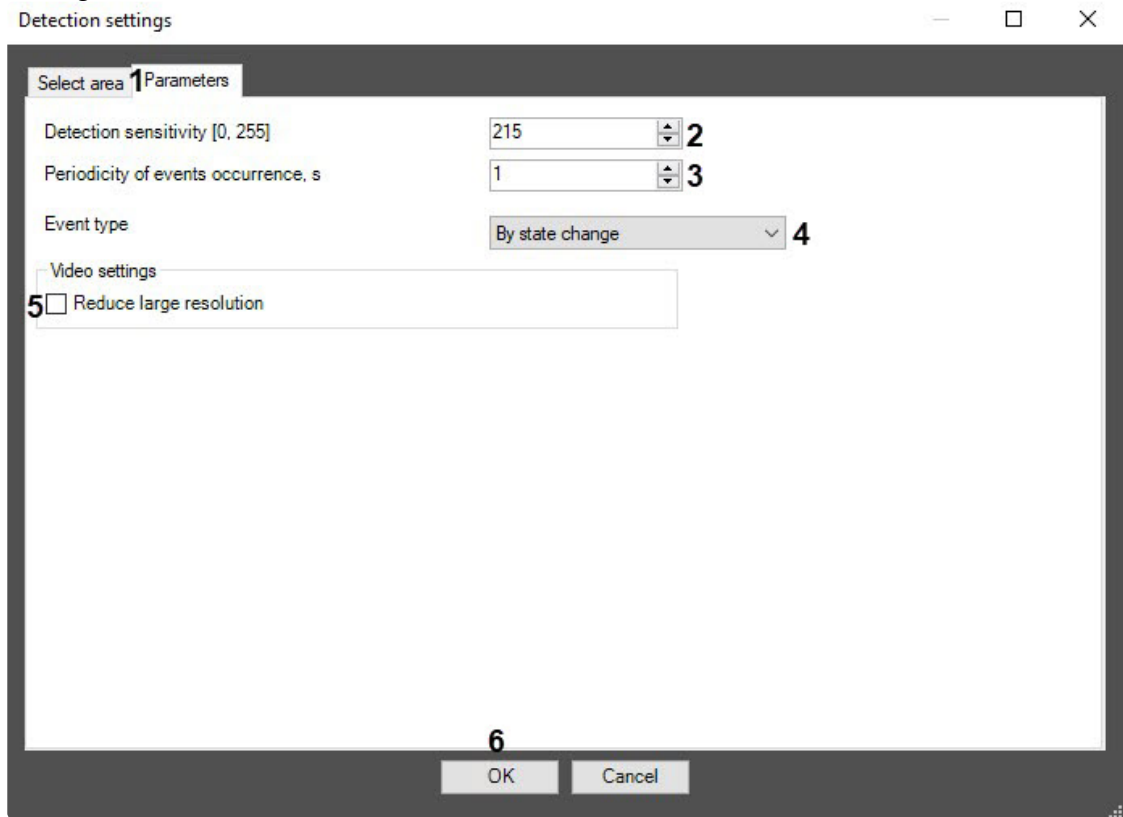 Detection settings
Select area 1 Parameters
Detection sensitivity [0, 255] 215 2
Periodicity of events occurrence, s 1 3
Event type By state change 4
Video settings
5 Reduce large resolution
6
OK Cancel